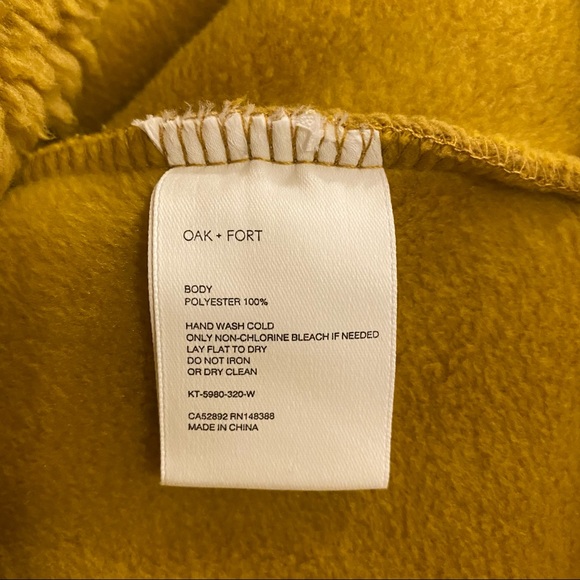 OAK + FORT
BODY
POLYESTER 100%
HAND WASH COLD
ONLY NON-CHLORINE BLEACH IF NEEDED
LAY FLAT TO DRY
DO NOT IRON
OR DRY CLEAN
KT-5980-320-W
CA52892 RN148388
MADE IN CHINA